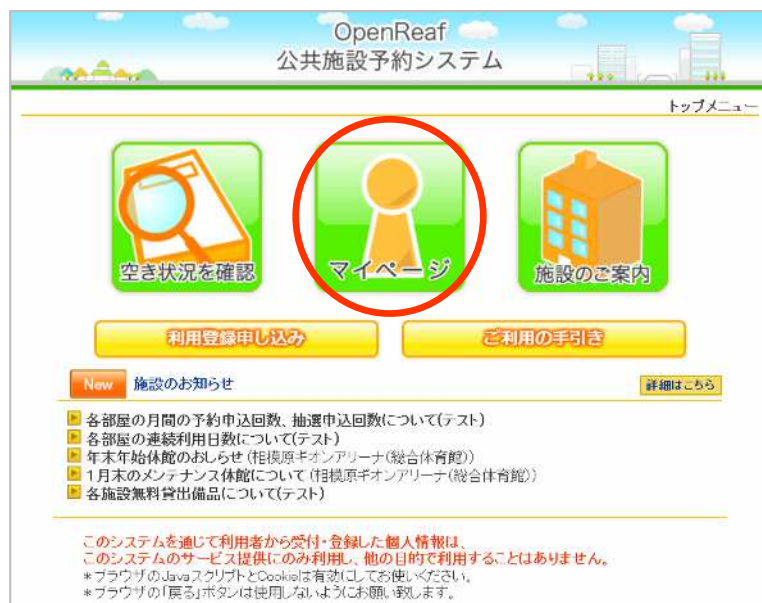 OpenReaf
公共施設予約システム
トップメニュー
空き状況を確認
マイページ
施設のご案内
利用登録申し込み
ご利用の手引き
New 施設のお知らせ 詳細はこちら
各部屋の月間の予約申込回数、抽選申込回数について(テスト)
各部屋の連続利用日数について(テスト)
年末年始休館のおしらせ(相模原ギオンアリーナ(総合体育館))
1月末のメンテナンス休館について(相模原ギオンアリーナ(総合体育館))
各施設無料貸出備品について(テスト)
このシステムを通じて利用者から受付・登録した個人情報は、
このシステムのサービス提供にのみ利用し、他の目的で利用することはありません。
*ブラウザのJavaスクリプトとCookieは有効にしてお使いください。
*ブラウザの「戻る」ボタンは使用しないようにお願い致します。